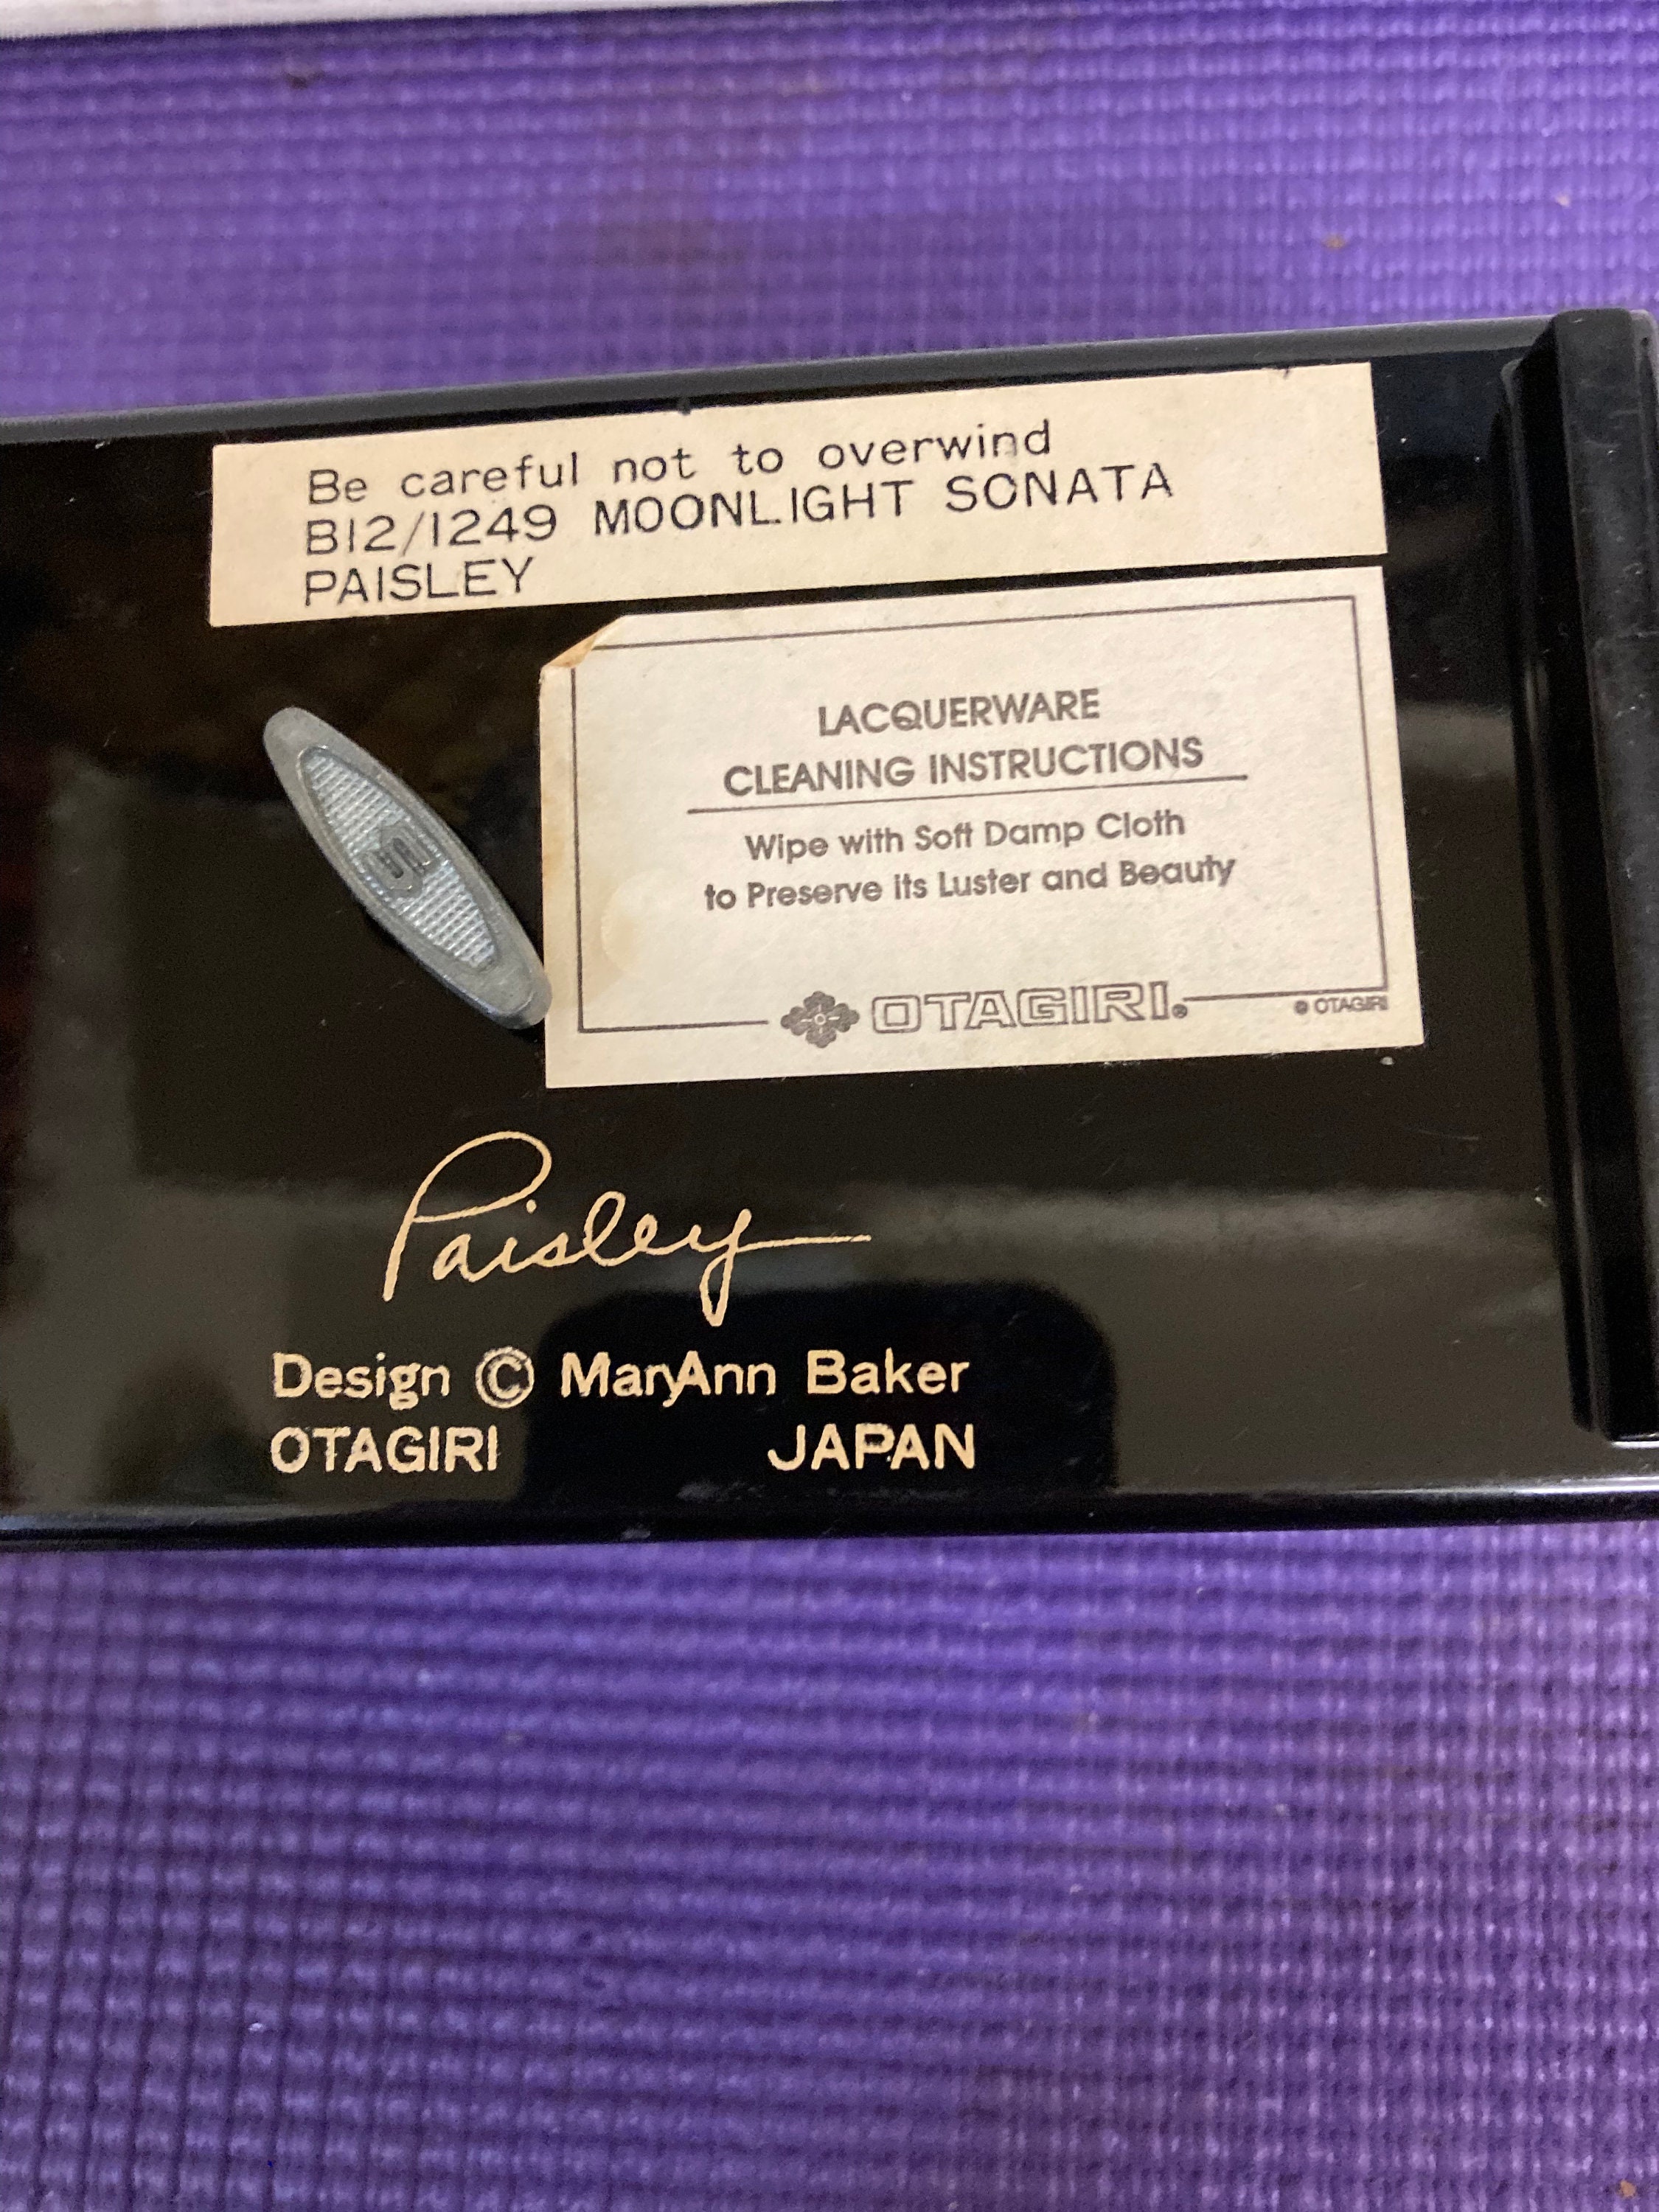 Be careful not to overwind
B12/1249 MOONLIGHT SONATA
PAISLEY
LACQUERWARE
CLEANING INSTRUCTIONS
Wipe with Soft Damp Cloth
to Preserve its Luster and Beauty
OTAGIRI®
© OTAGIRI
Paisley
Design © MaryAnn Baker
OTAGIRI JAPAN